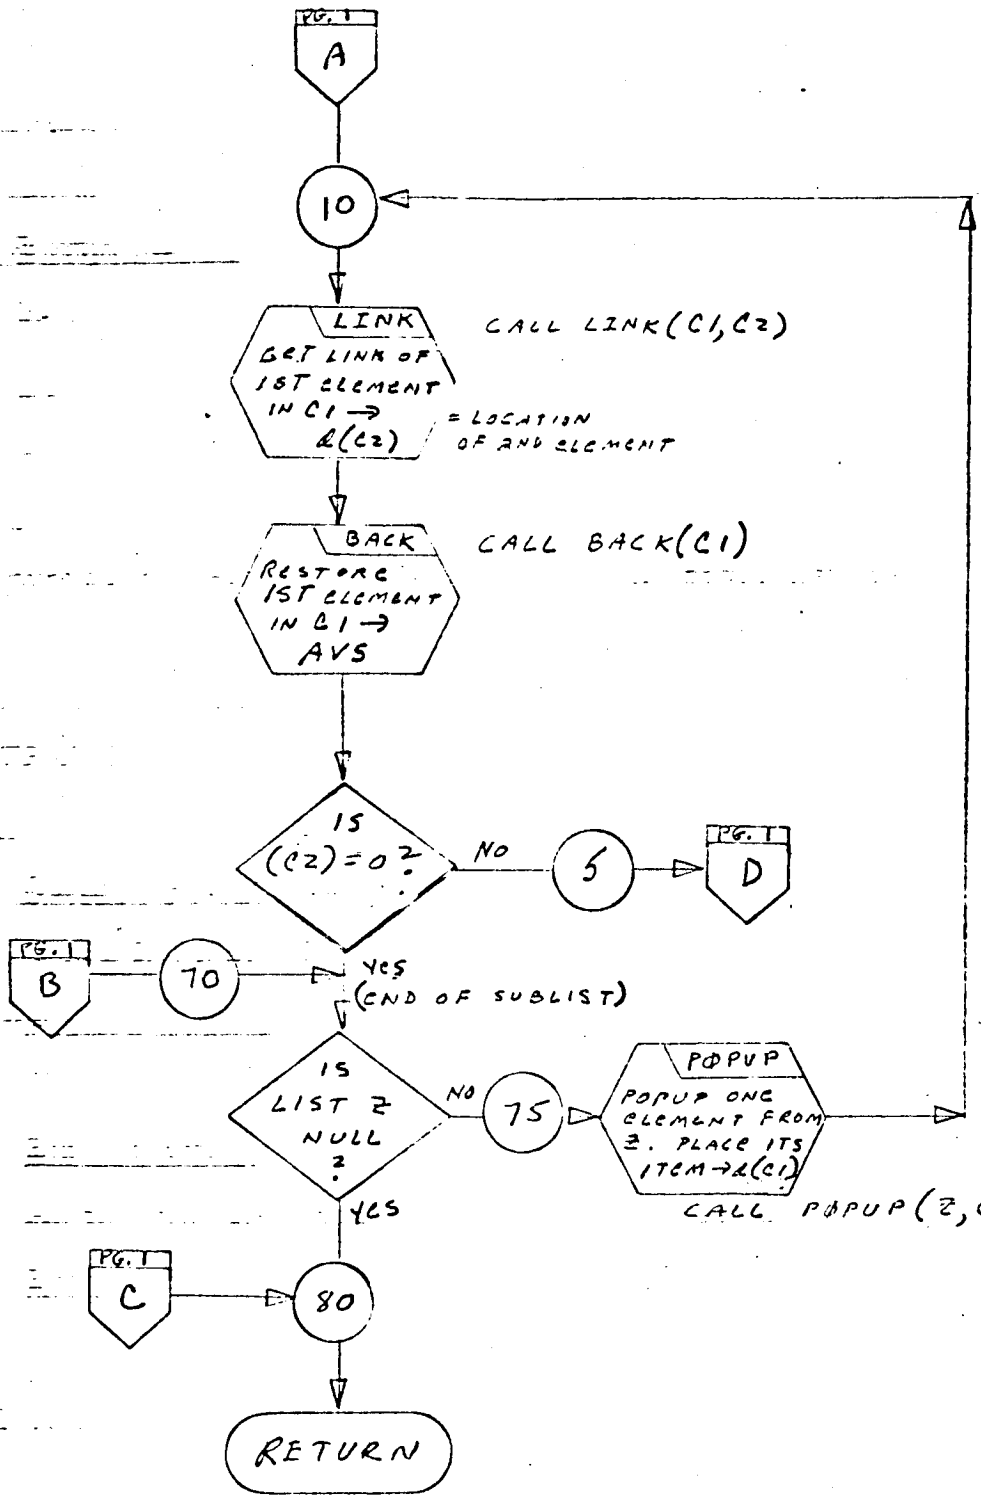 PG. 1
A
10
LINK
CALL LINK(C1,C2)
GET LINK OF
1ST ELEMENT
IN C1 →
ℓ(C2)
= LOCATION
OF 2ND ELEMENT
BACK
CALL BACK(C1)
RESTORE
1ST ELEMENT
IN C1 →
AVS
IS
(C2)=0?
NO
5
PG. 1
D
PG. 1
B
70
YES
(END OF SUBLIST)
IS
LIST Z
NULL
?
NO
75
PØPUP
POPUP ONE
ELEMENT FROM
Z. PLACE ITS
ITEM→ℓ(C1)
CALL PØPUP(Z,
YES
PG. 1
C
80
RETURN